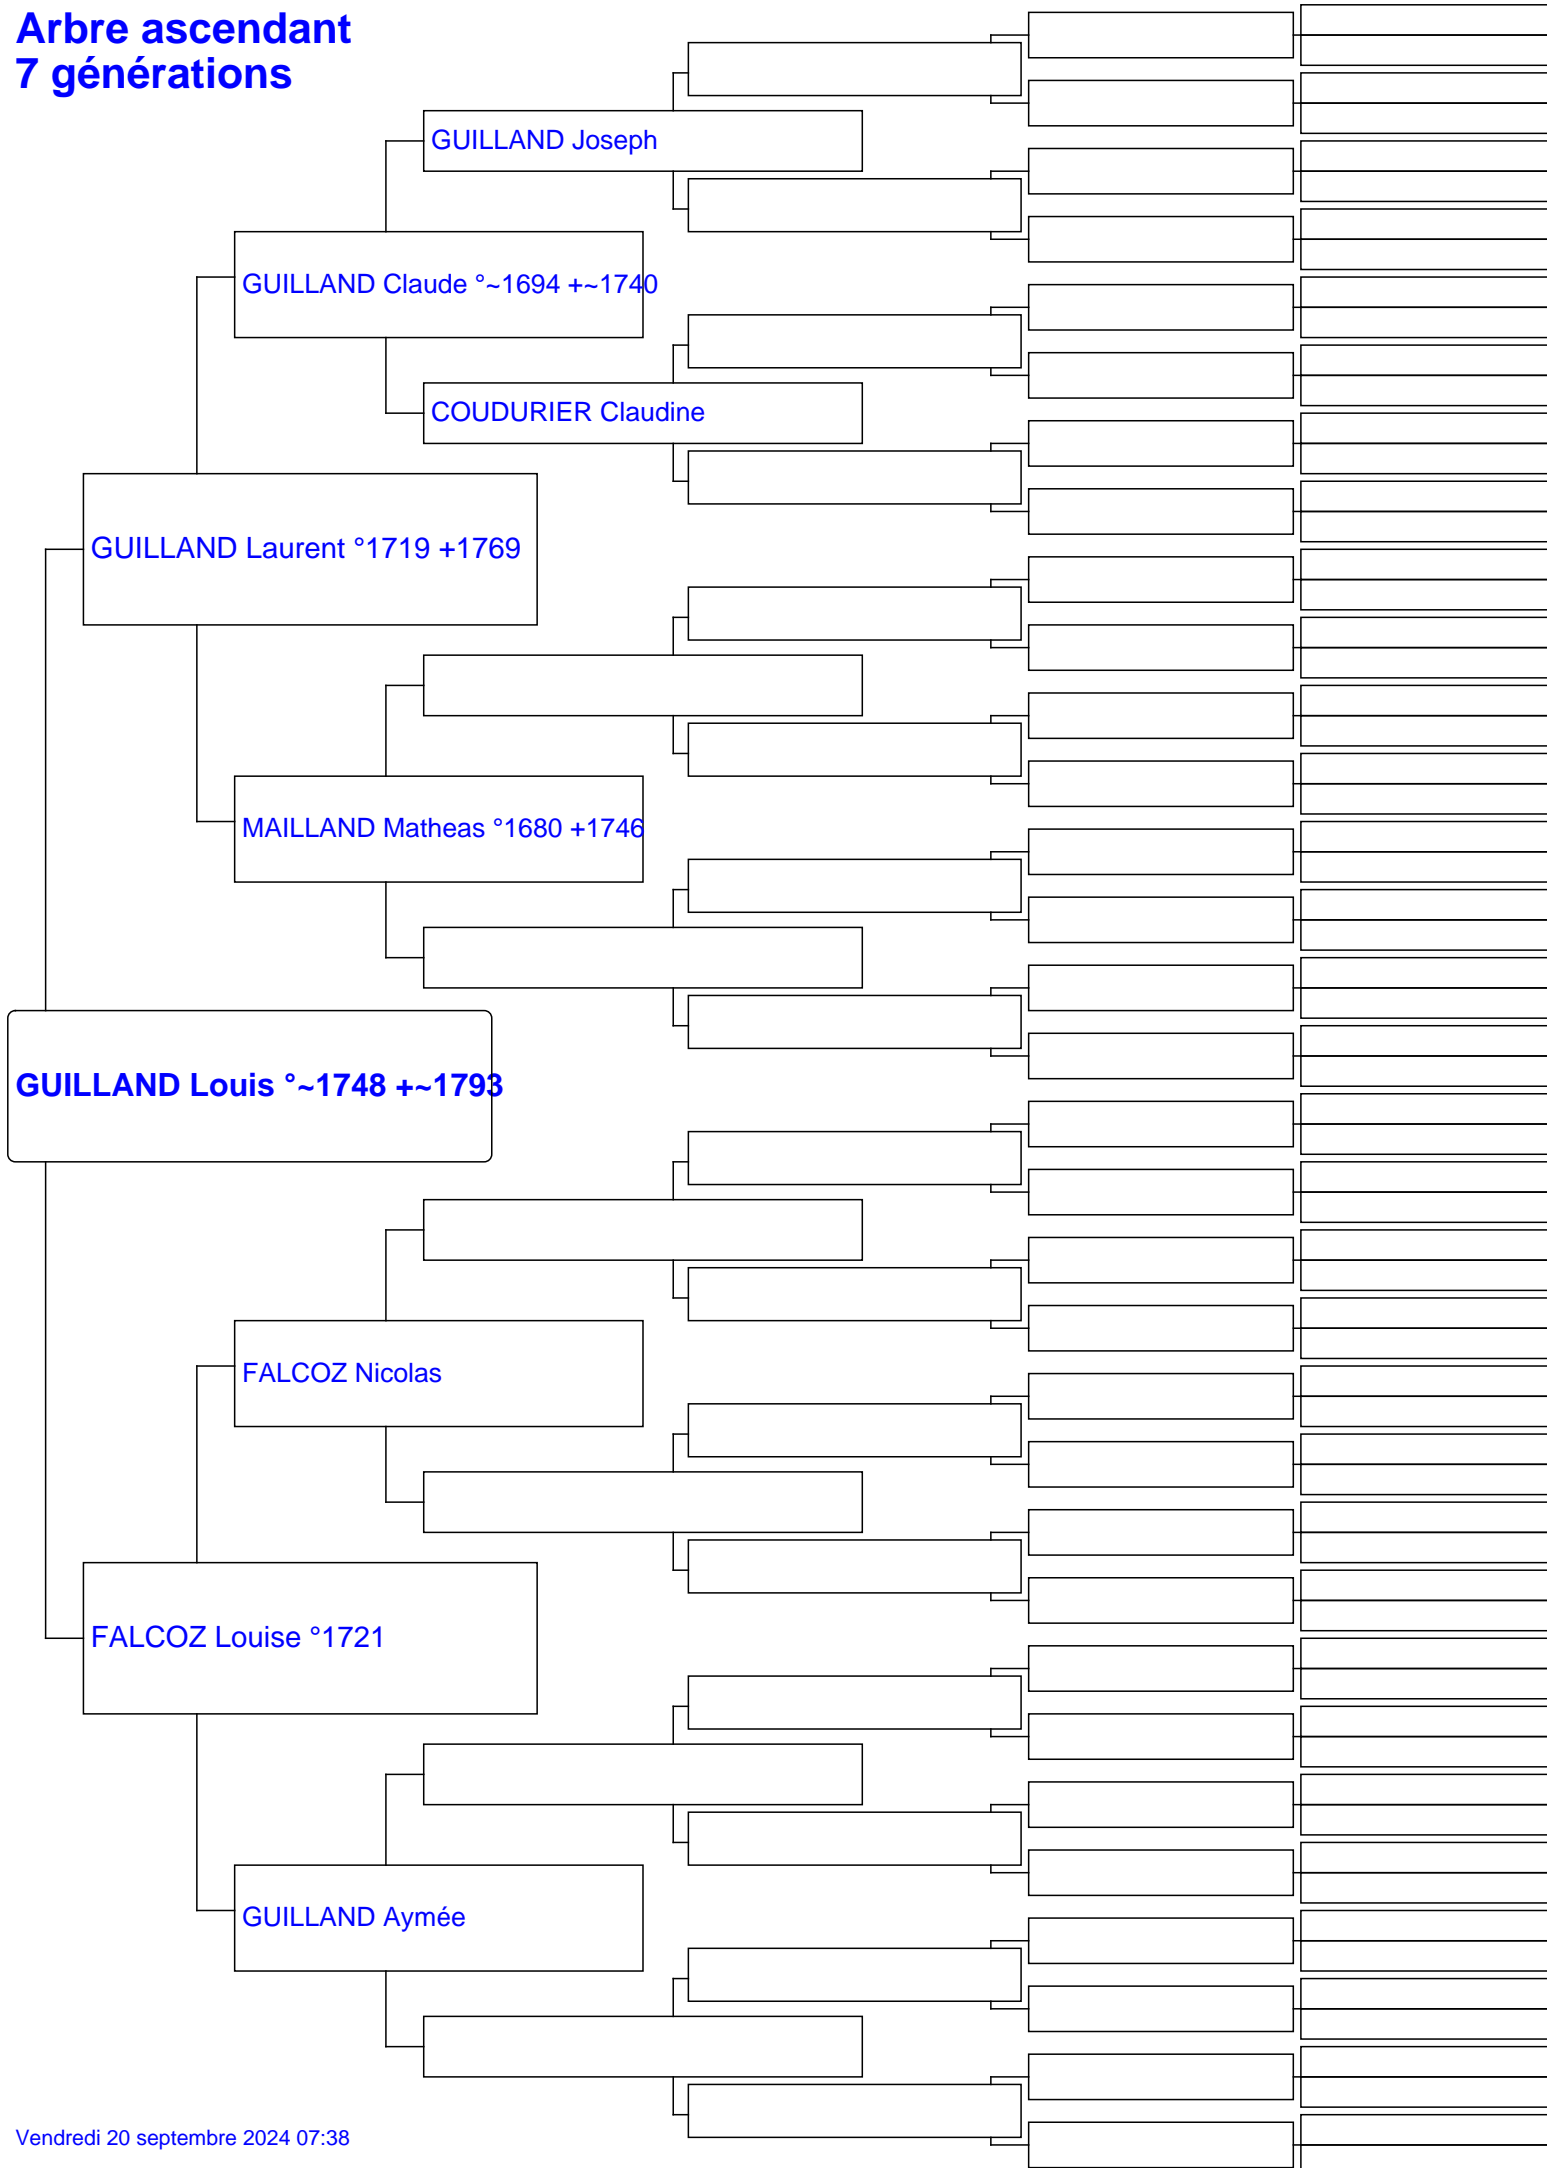 Arbre ascendant
7 générations
GUILLAND Joseph
GUILLAND Claude °~1694 +~1740
COUDURIER Claudine
GUILLAND Laurent °1719 +1769
MAILLAND Matheas °1680 +1746
GUILLAND Louis °~1748 +~1793
FALCOZ Nicolas
FALCOZ Louise °1721
GUILLAND Aymée
Vendredi 20 septembre 2024 07:38